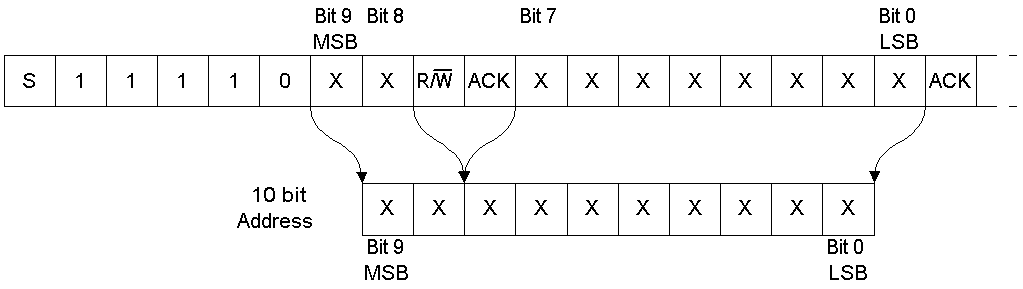 Bit 9 Bit 8 Bit 7 Bit 0
MSB LSB
S 1 1 1 1 0 X X R/W̅ ACK X X X X X X X X ACK
10 bit
Address
X X X X X X X X X X
Bit 9 Bit 0
MSB LSB